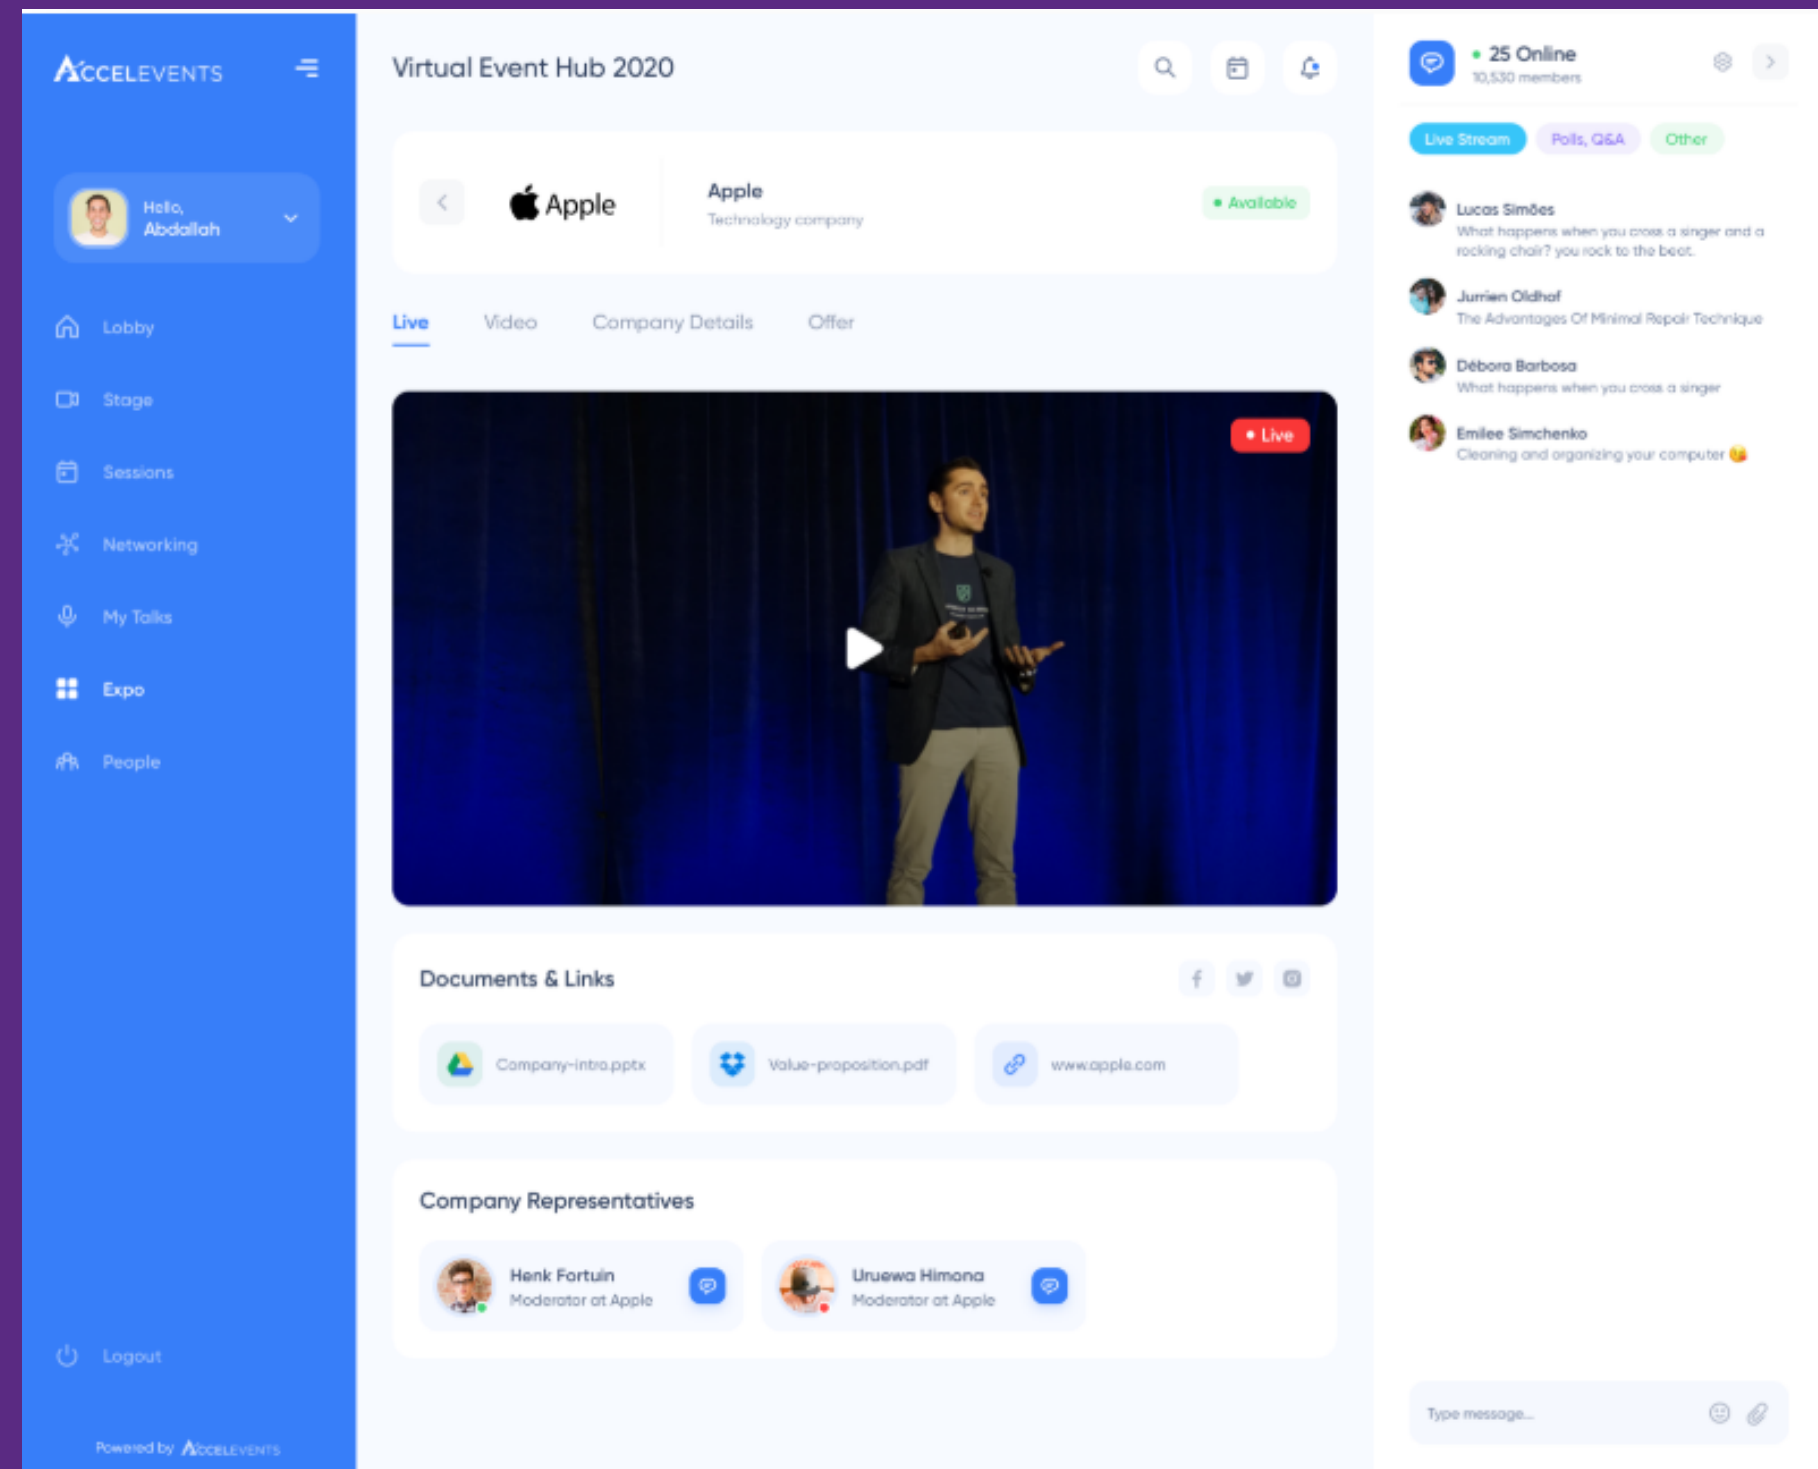 ACCELEVENTS
Hello,
Abdallah
Lobby
Stage
Sessions
Networking
My Talks
Expo
People
Logout
Powered by ACCELEVENTS
Virtual Event Hub 2020
Apple
Apple
Technology company
Available
Live
Video
Company Details
Offer
Live
Documents & Links
Company-intro.pptx
Value-proposition.pdf
www.apple.com
Company Representatives
Henk Fortuin
Moderator at Apple
Uruewa Himona
Moderator at Apple
25 Online
10,530 members
Live Stream
Polls, Q&A
Other
Lucas Simões
What happens when you cross a singer and a
rocking chair? you rock to the beat.
Jurrien Oldhof
The Advantages Of Minimal Repair Technique
Débora Barbosa
What happens when you cross a singer
Emilee Simchenko
Cleaning and organizing your computer 😘
Type message...